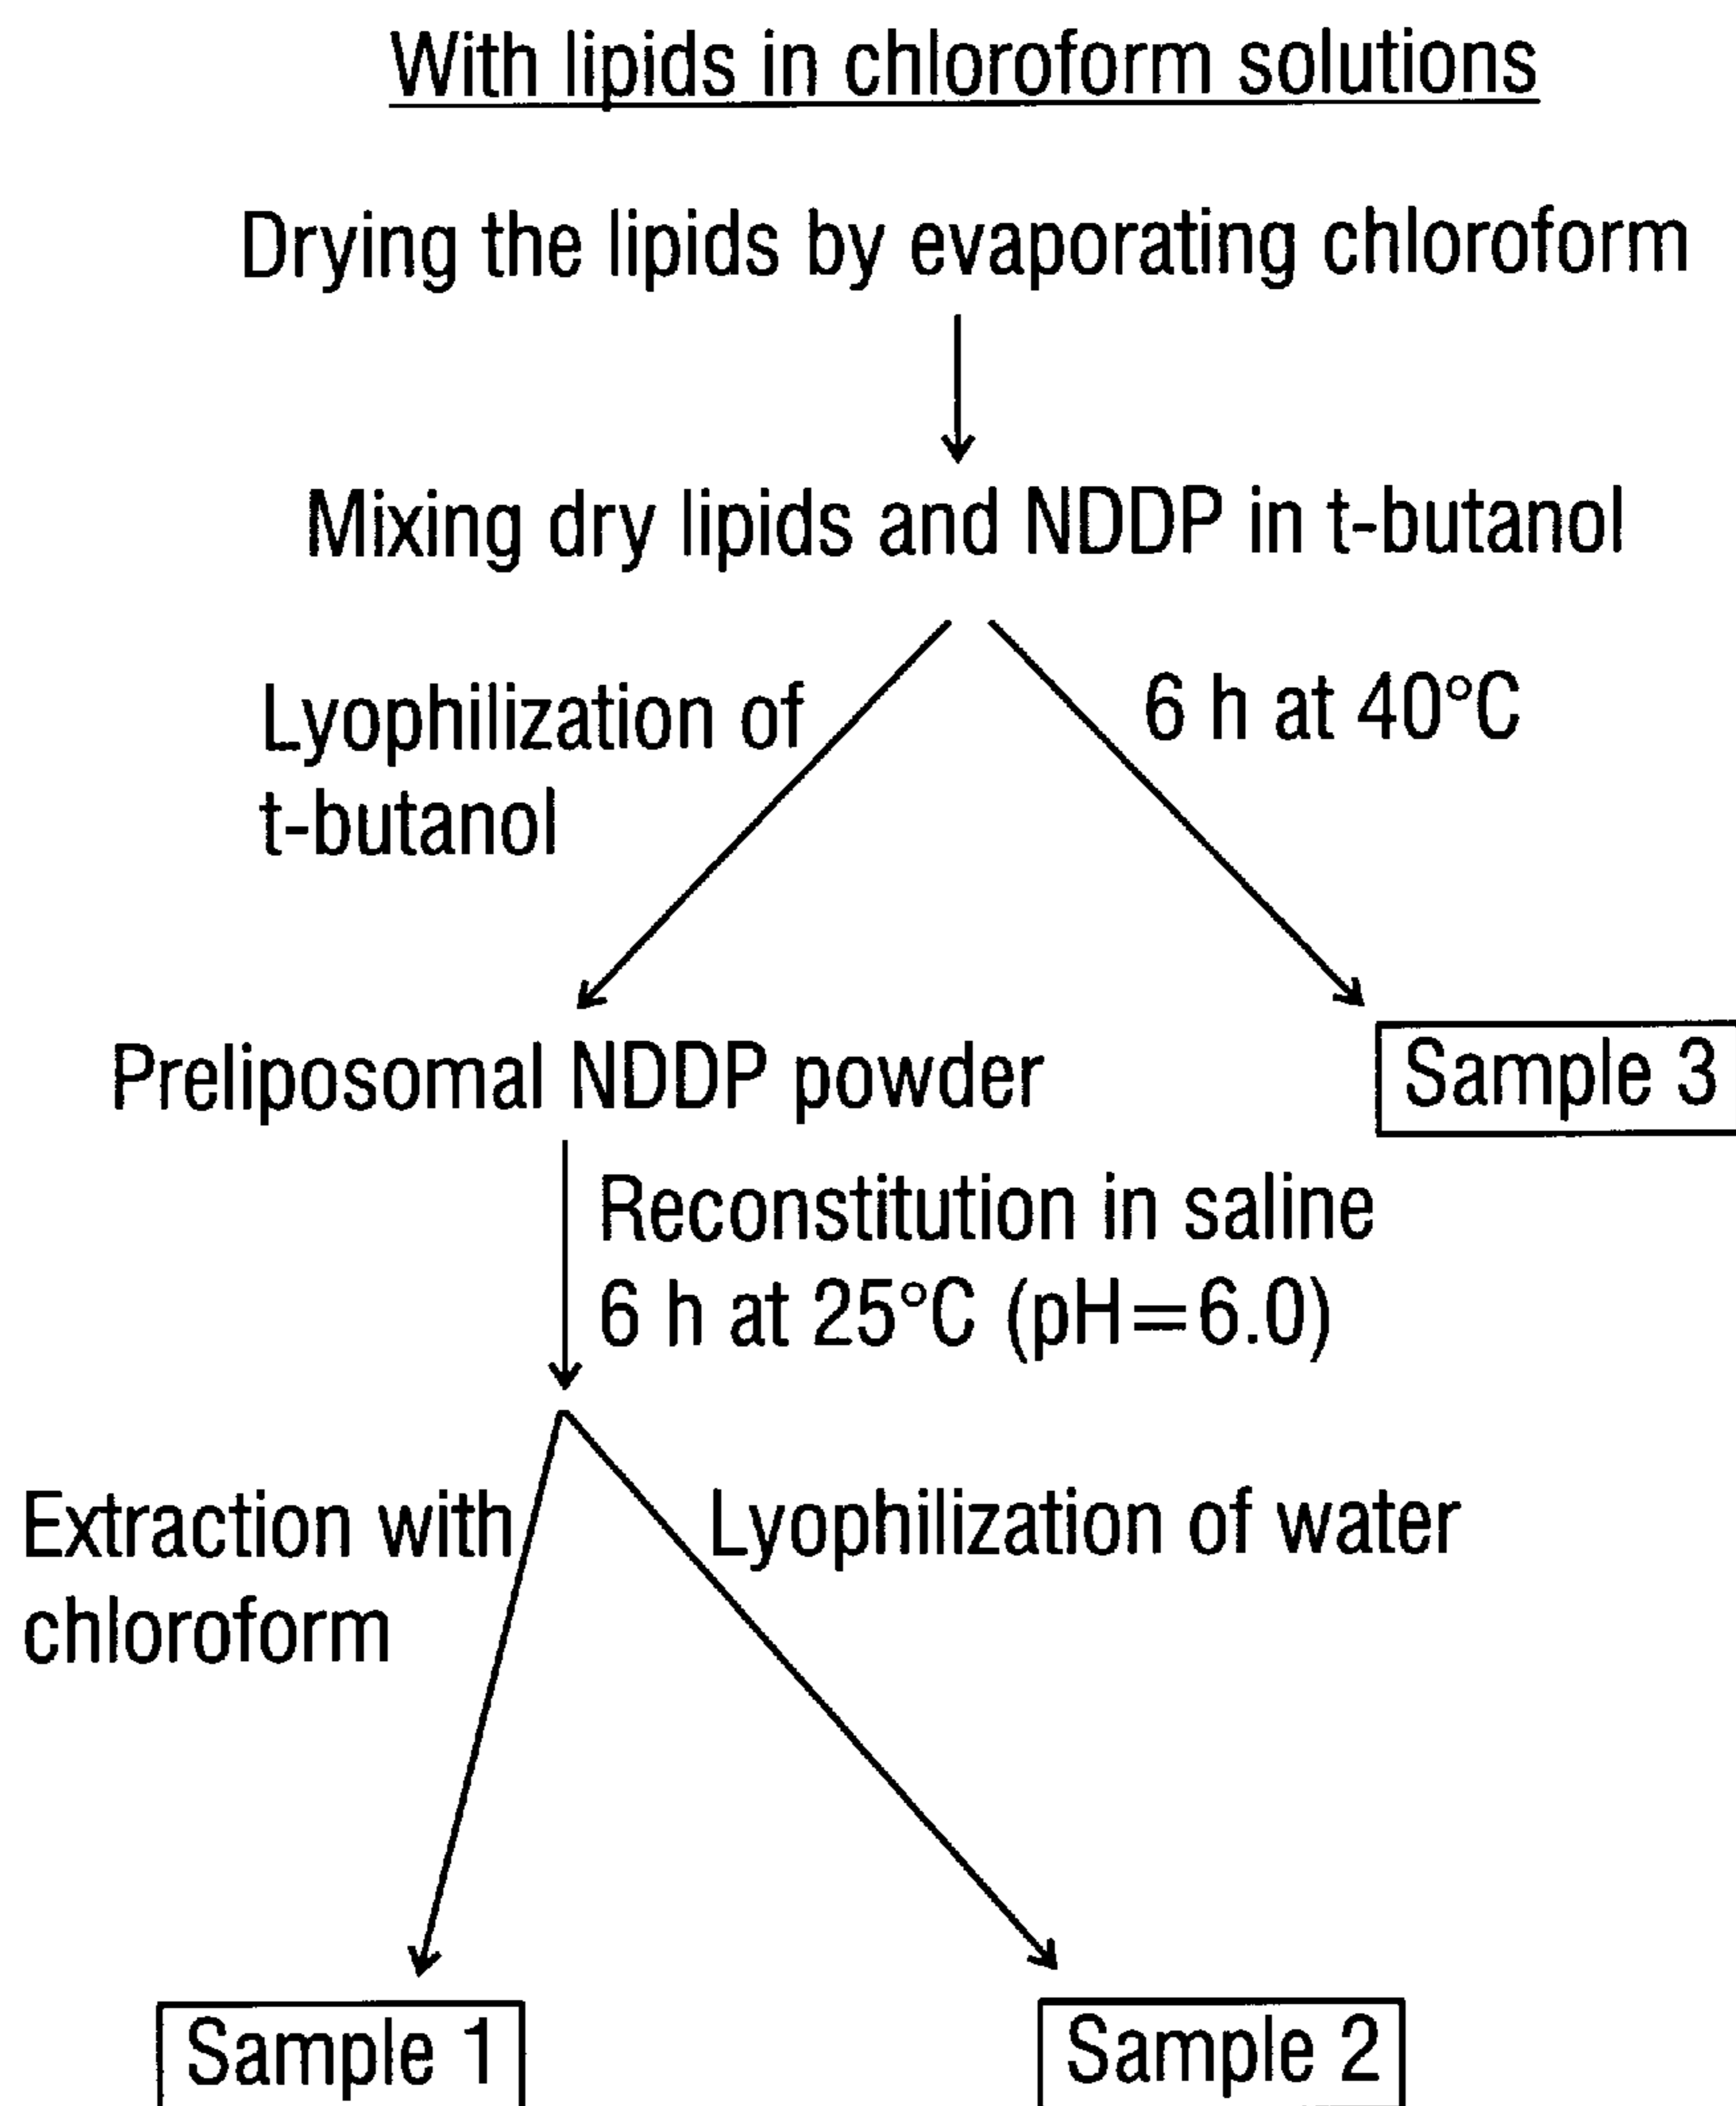 With lipids in chloroform solutions
Drying the lipids by evaporating chloroform
Mixing dry lipids and NDDP in t-butanol
Lyophilization of
t-butanol
6 h at 40°C
Preliposomal NDDP powder
Sample 3
Reconstitution in saline
6 h at 25°C (pH=6.0)
Extraction with
chloroform
Lyophilization of water
Sample 1
Sample 2